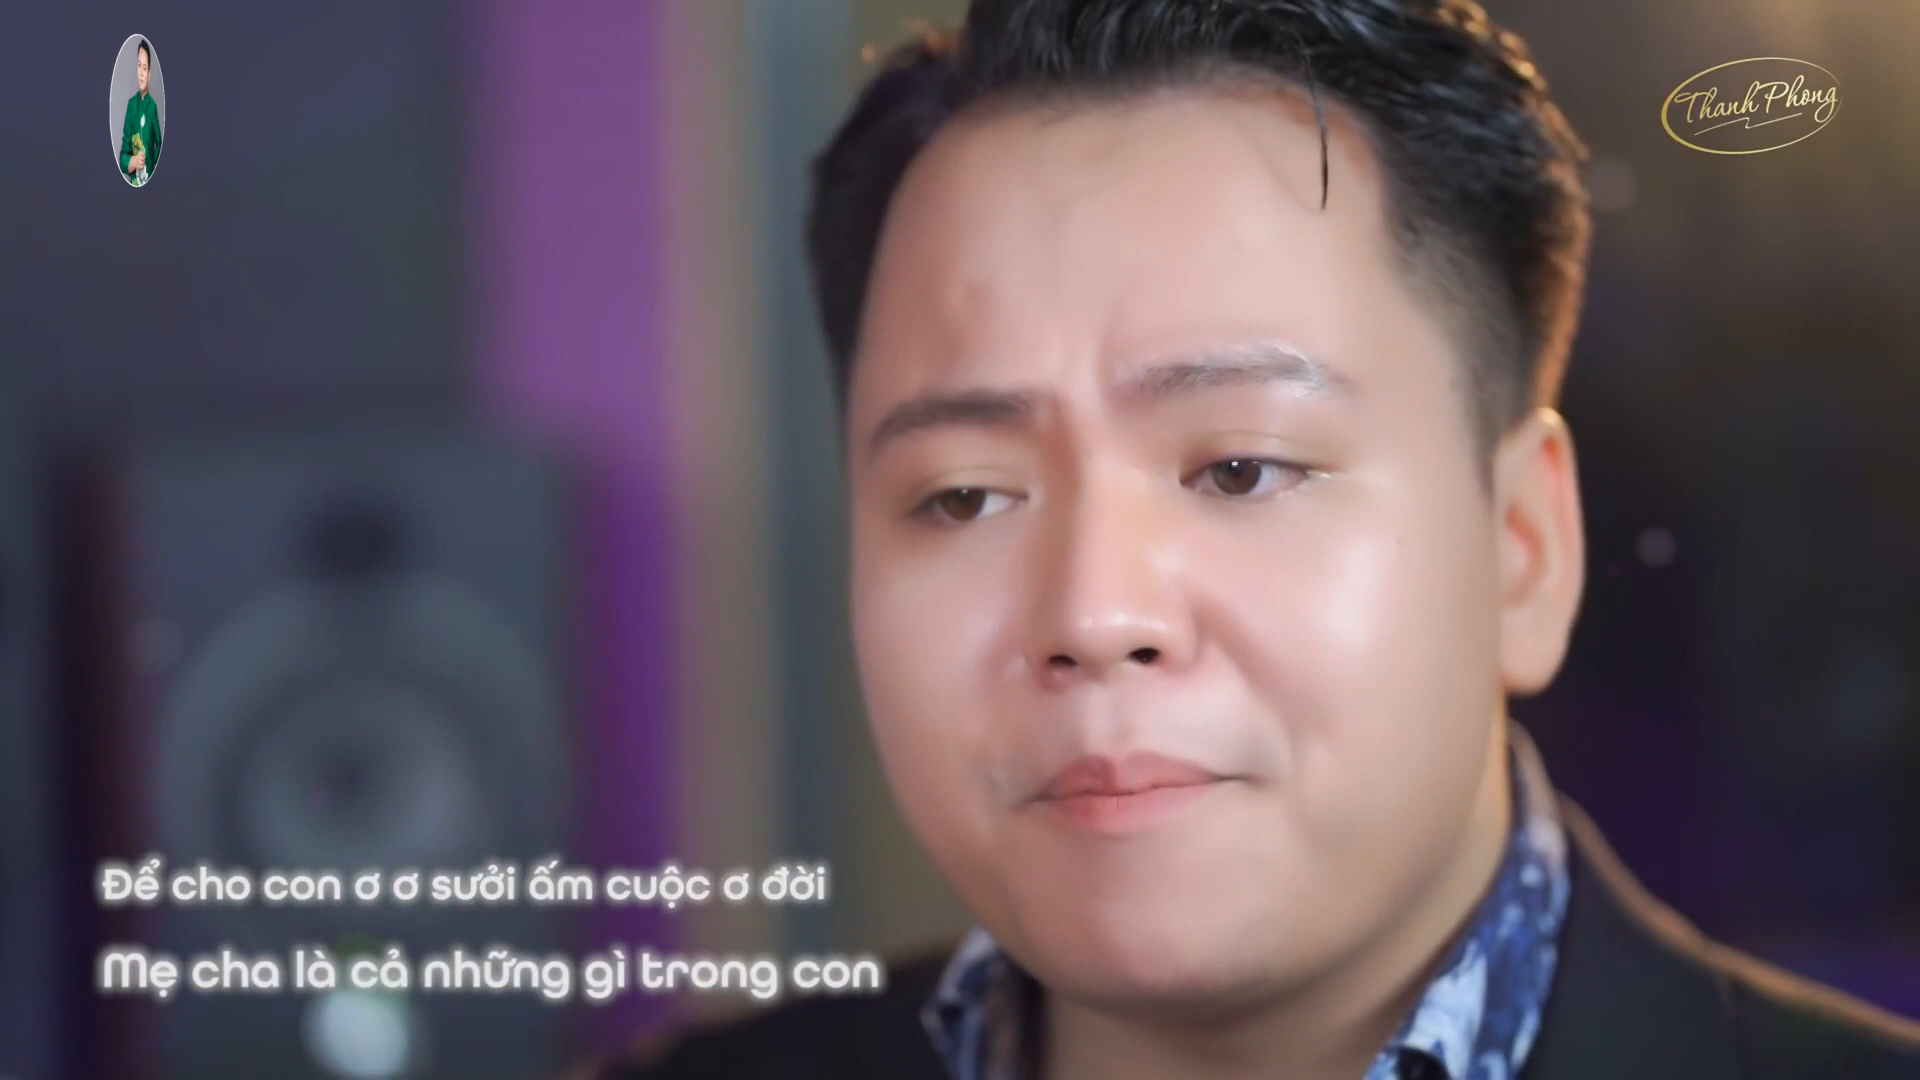 Thanh Phong
Để cho con ơ ơ sưởi ấm cuộc ơ đời
Mẹ cha là cả những gì trong con